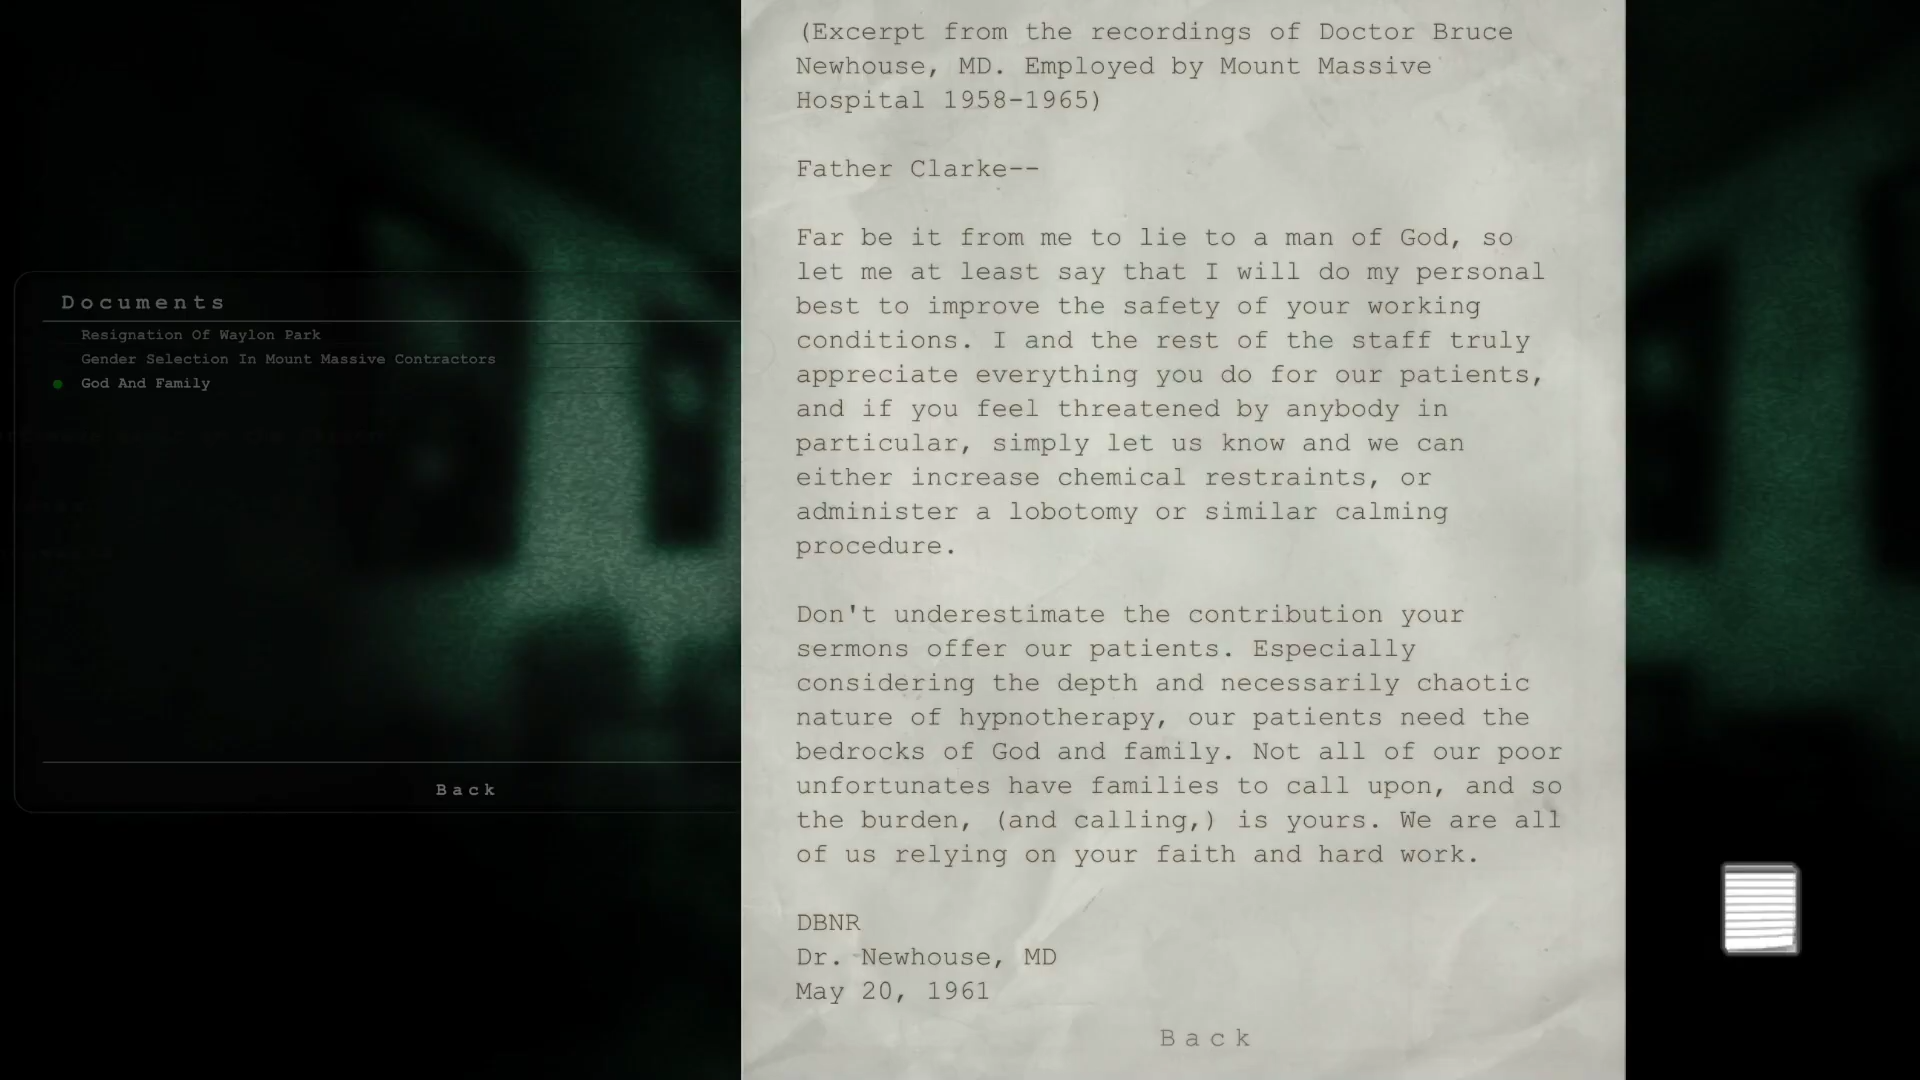 Documents
Resignation Of Waylon Park
Gender Selection In Mount Massive Contractors
God And Family
Back
(Excerpt from the recordings of Doctor Bruce
Newhouse, MD. Employed by Mount Massive
Hospital 1958-1965)
Father Clarke--
Far be it from me to lie to a man of God, so
let me at least say that I will do my personal
best to improve the safety of your working
conditions. I and the rest of the staff truly
appreciate everything you do for our patients,
and if you feel threatened by anybody in
particular, simply let us know and we can
either increase chemical restraints, or
administer a lobotomy or similar calming
procedure.
Don't underestimate the contribution your
sermons offer our patients. Especially
considering the depth and necessarily chaotic
nature of hypnotherapy, our patients need the
bedrocks of God and family. Not all of our poor
unfortunates have families to call upon, and so
the burden, (and calling,) is yours. We are all
of us relying on your faith and hard work.
DBNR
Dr. Newhouse, MD
May 20, 1961
Back